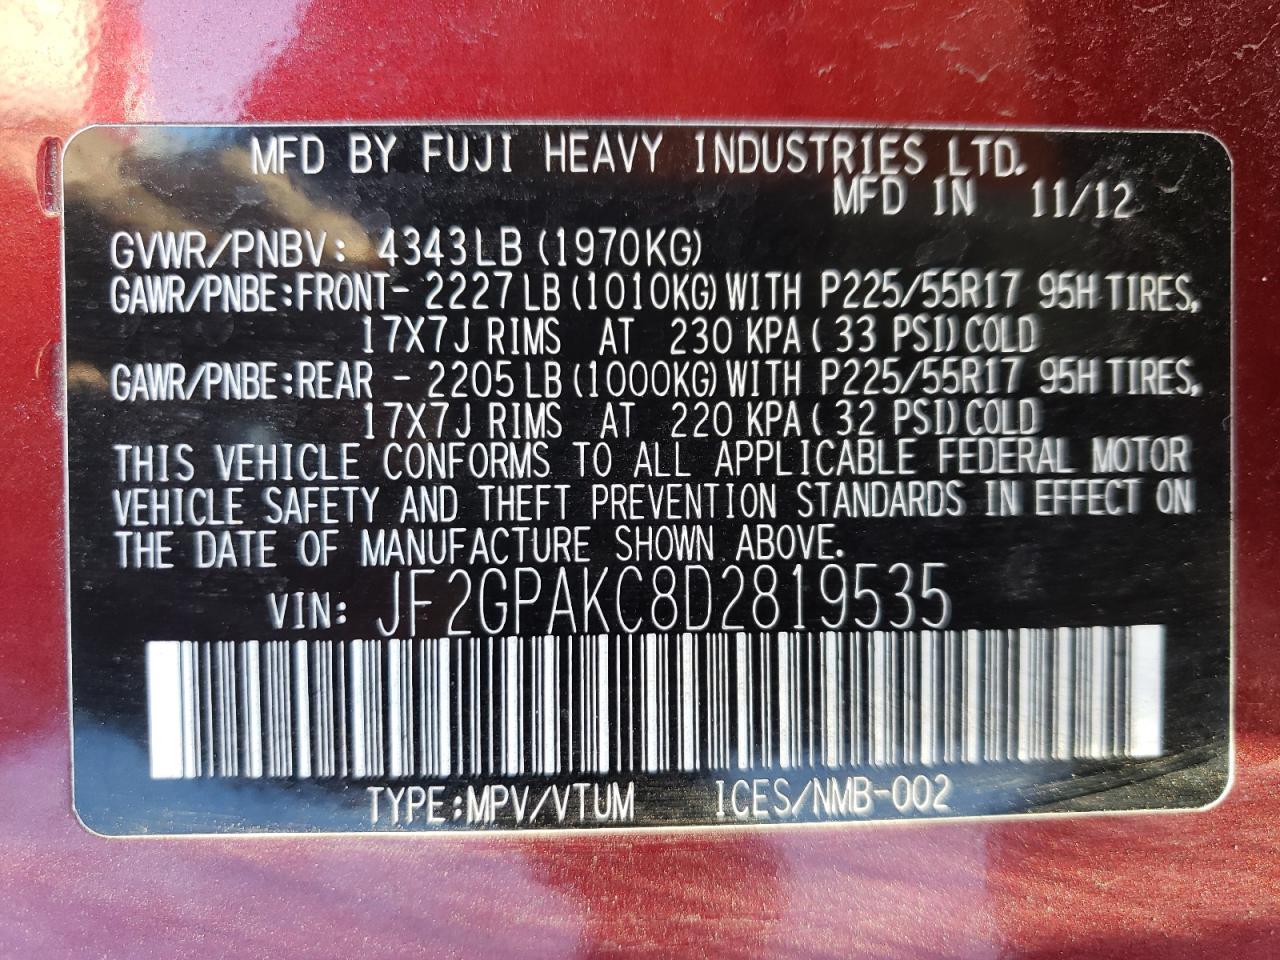 MFD BY FUJI HEAVY INDUSTRIES LTD.
MFD IN 11/12
GVWR/PNBV: 4343LB (1970KG)
GAWR/PNBE:FRONT- 2227LB (1010KG) WITH P225/55R17 95H TIRES,
17X7J RIMS AT 230 KPA ( 33 PSI) COLD
GAWR/PNBE:REAR - 2205LB (1000KG) WITH P225/55R17 95H TIRES,
17X7J RIMS AT 220 KPA ( 32 PSI) COLD
THIS VEHICLE CONFORMS TO ALL APPLICABLE FEDERAL MOTOR
VEHICLE SAFETY AND THEFT PREVENTION STANDARDS IN EFFECT ON
THE DATE OF MANUFACTURE SHOWN ABOVE.
VIN: JF2GPAKC8D2819535
TYPE:MPV/VTUM ICES/NMB-002